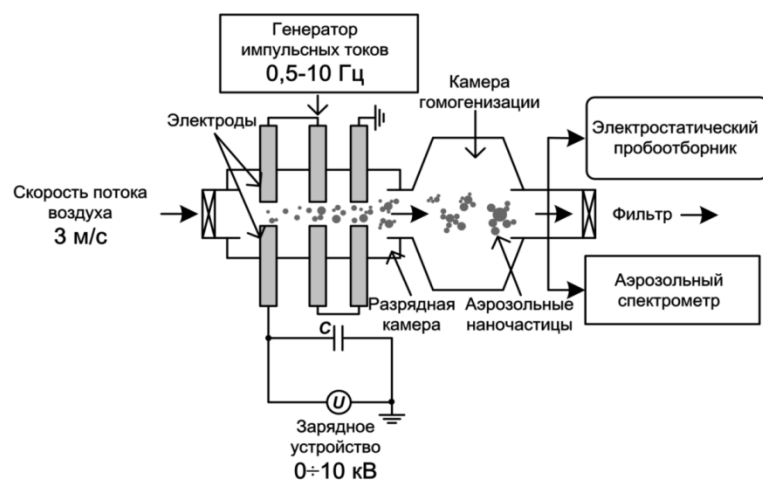 Генератор
импульсных токов
0,5-10 Гц
Электроды
Камера
гомогенизации
Электростатический
пробоотборник
Скорость потока
воздуха
3 м/с
Фильтр
Разрядная
камера
Аэрозольные
наночастицы
Аэрозольный
спектрометр
C
U
Зарядное
устройство
0÷10 кВ